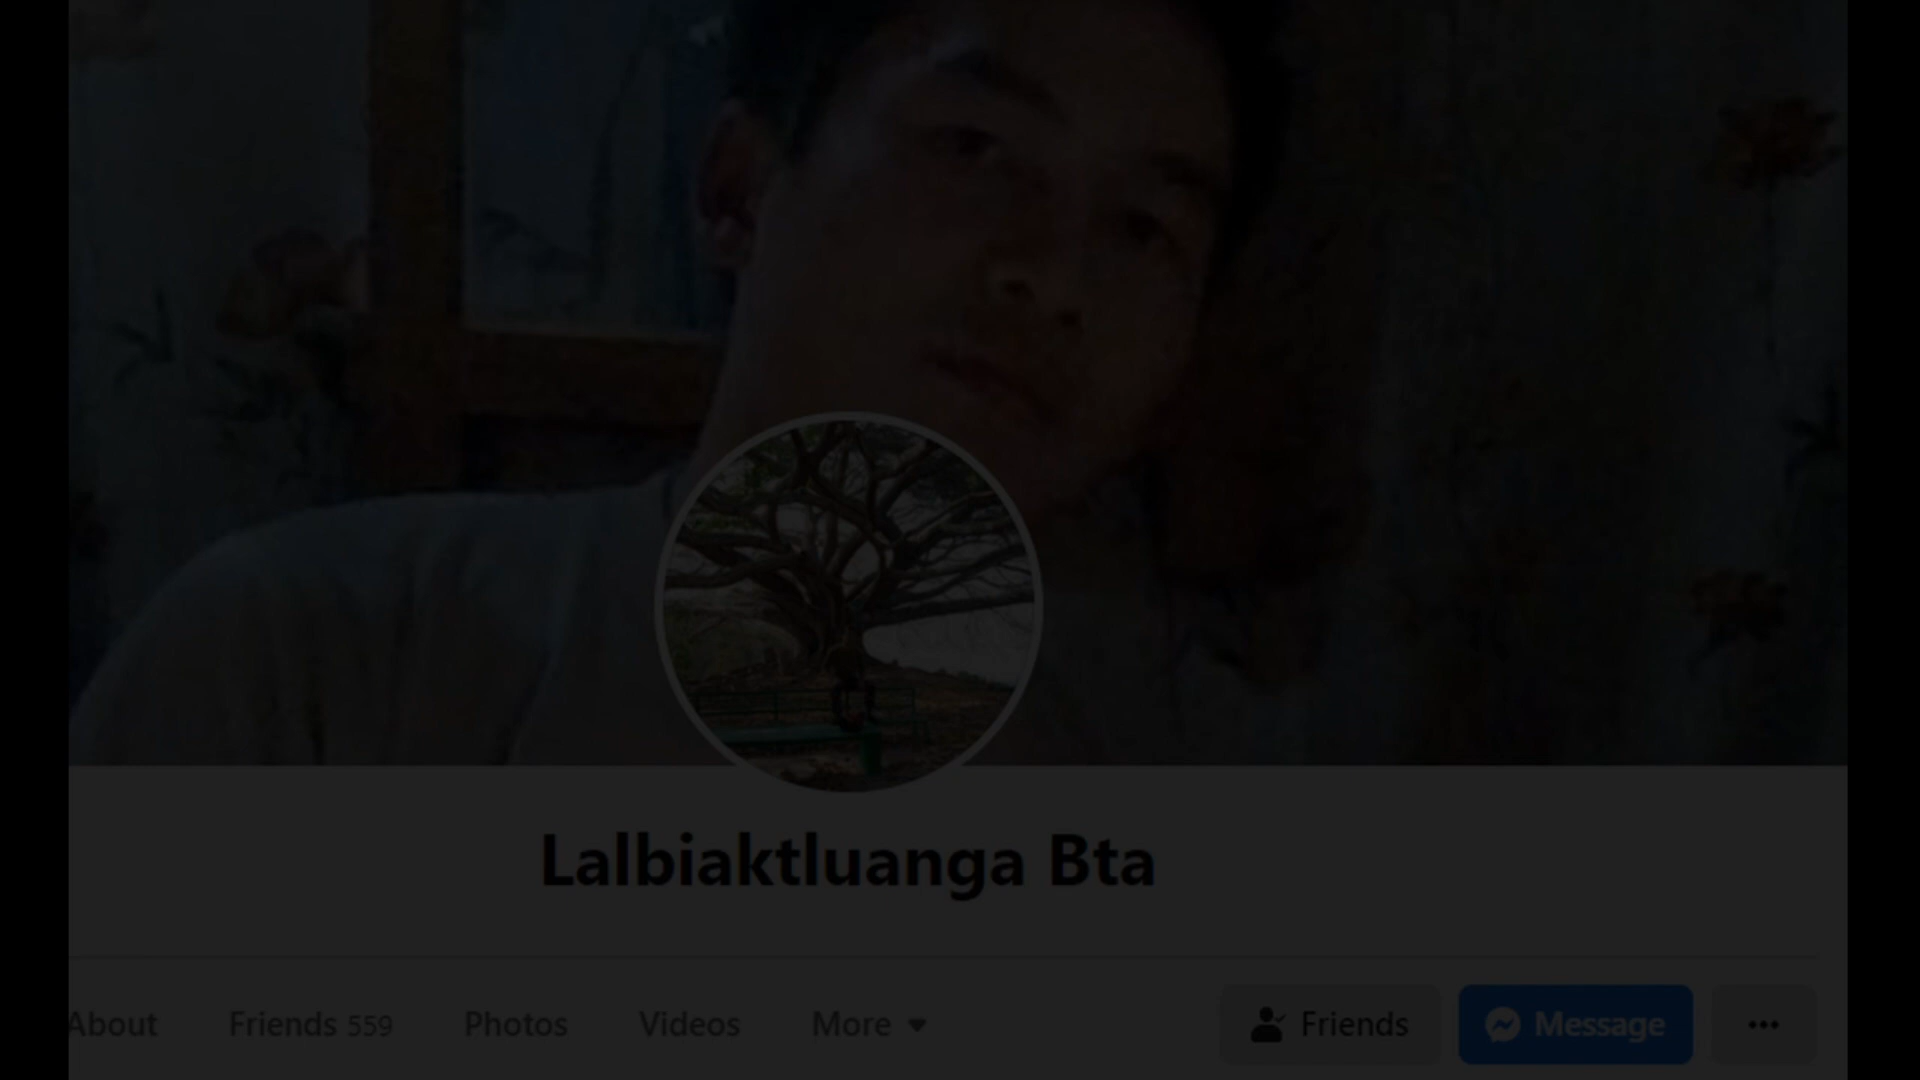 Lalbiaktluanga Bta
About Friends 559 Photos Videos More Friends Message